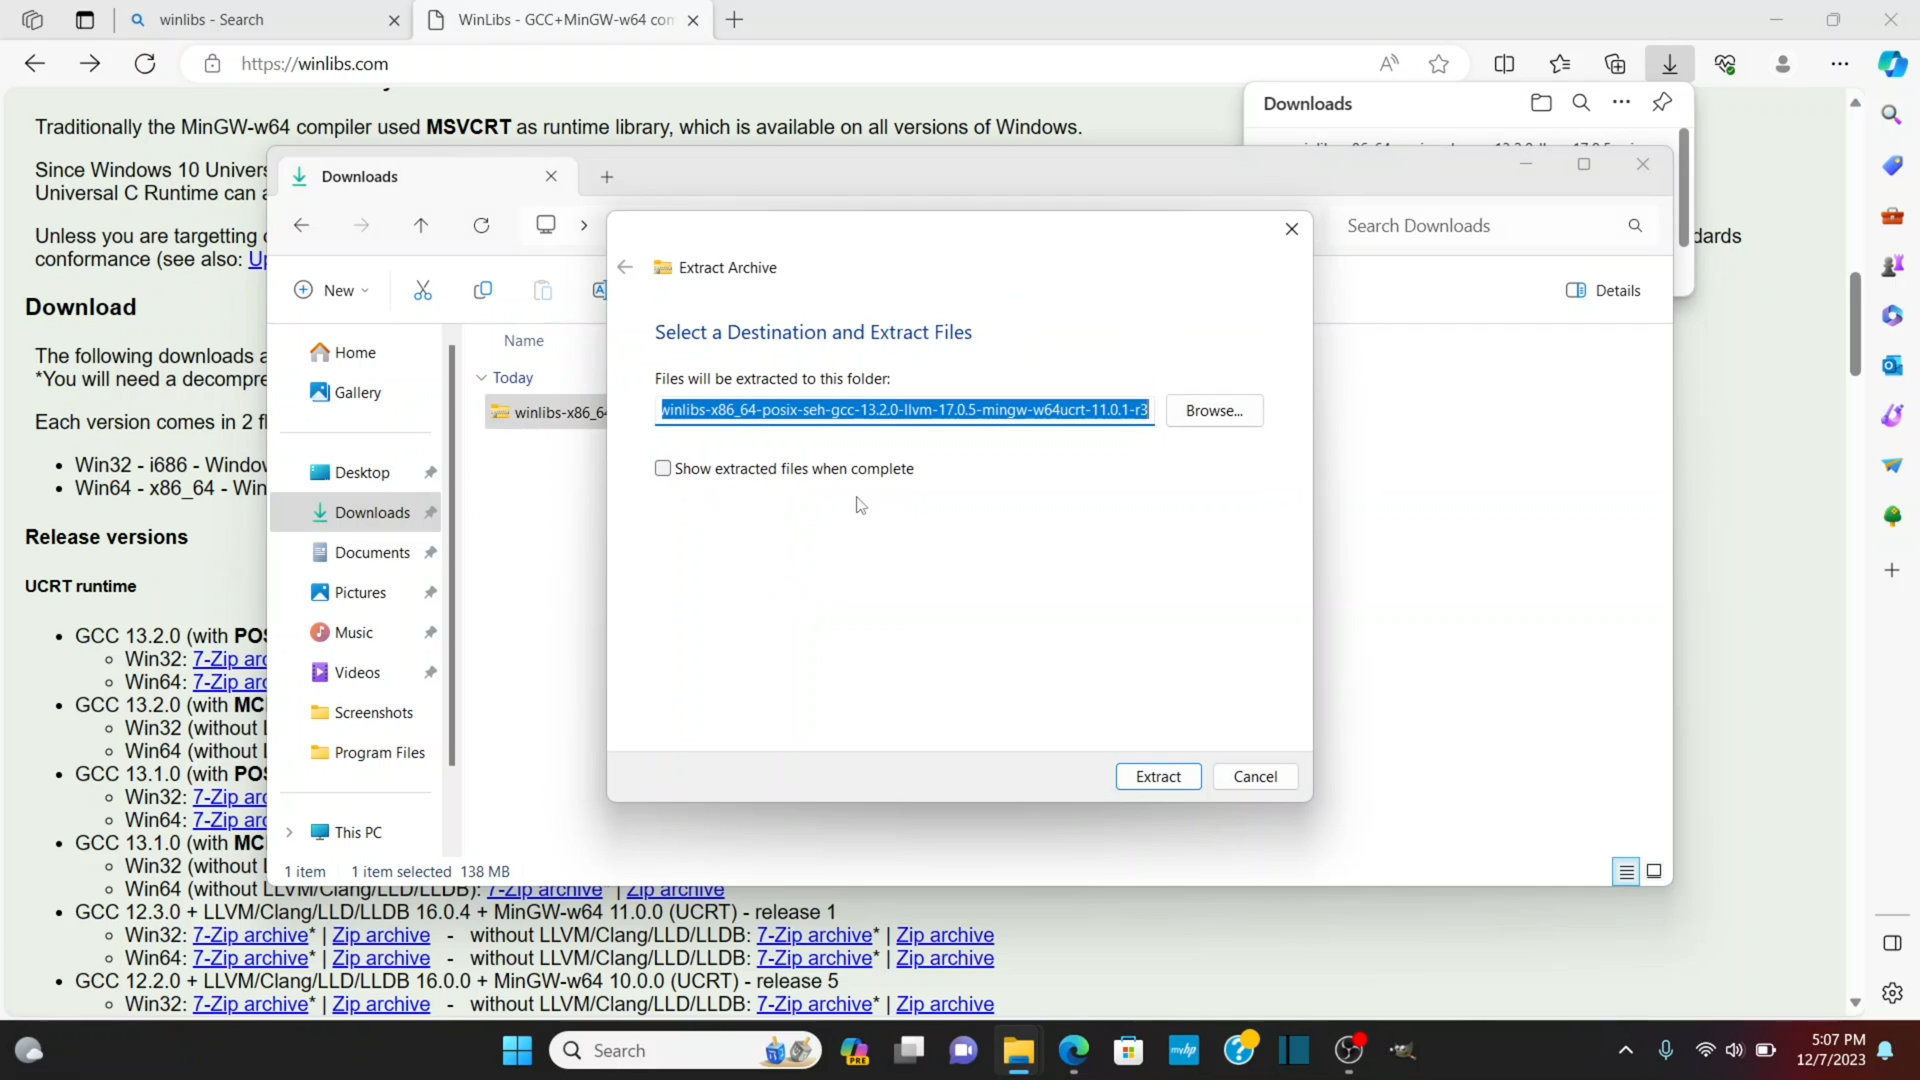 winlibs - Search
WinLibs - GCC+MinGW-w64 con
https://winlibs.com
Downloads
Traditionally the MinGW-w64 compiler used MSVCRT as runtime library, which is available on all versions of Windows.
Since Windows 10 Univers
Universal C Runtime can a
Unless you are targetting
dards
conformance (see also: Up
Download
The following downloads a
*You will need a decompre
Each version comes in 2 fl
• Win32 - i686 - Window
• Win64 - x86_64 - Win
Release versions
UCRT runtime
• GCC 13.2.0 (with POS
Win32: 7-Zip arc
Win64: 7-Zip arc
• GCC 13.2.0 (with MC
Win32 (without
Win64 (without
• GCC 13.1.0 (with POS
Win32: 7-Zip arc
Win64: 7-Zip arc
• GCC 13.1.0 (with MC
Win32 (without
Win64 (without LLVM/Clang/LLD/LLDB): 7-Zip archive* | Zip archive
• GCC 12.3.0 + LLVM/Clang/LLD/LLDB 16.0.4 + MinGW-w64 11.0.0 (UCRT) - release 1
Win32: 7-Zip archive* | Zip archive - without LLVM/Clang/LLD/LLDB: 7-Zip archive* | Zip archive
Win64: 7-Zip archive* | Zip archive - without LLVM/Clang/LLD/LLDB: 7-Zip archive* | Zip archive
• GCC 12.2.0 + LLVM/Clang/LLD/LLDB 16.0.0 + MinGW-w64 10.0.0 (UCRT) - release 5
Win32: 7-Zip archive* | Zip archive - without LLVM/Clang/LLD/LLDB: 7-Zip archive* | Zip archive
Downloads
Search Downloads
New
Details
Home
Gallery
Desktop
Downloads
Documents
Pictures
Music
Videos
Screenshots
Program Files
This PC
Name
Today
winlibs-x86_64
1 item 1 item selected 138 MB
Extract Archive
Select a Destination and Extract Files
Files will be extracted to this folder:
winlibs-x86_64-posix-seh-gcc-13.2.0-llvm-17.0.5-mingw-w64ucrt-11.0.1-r3
Browse...
Show extracted files when complete
Extract
Cancel
Search
PRE
myhp
5:07 PM
12/7/2023